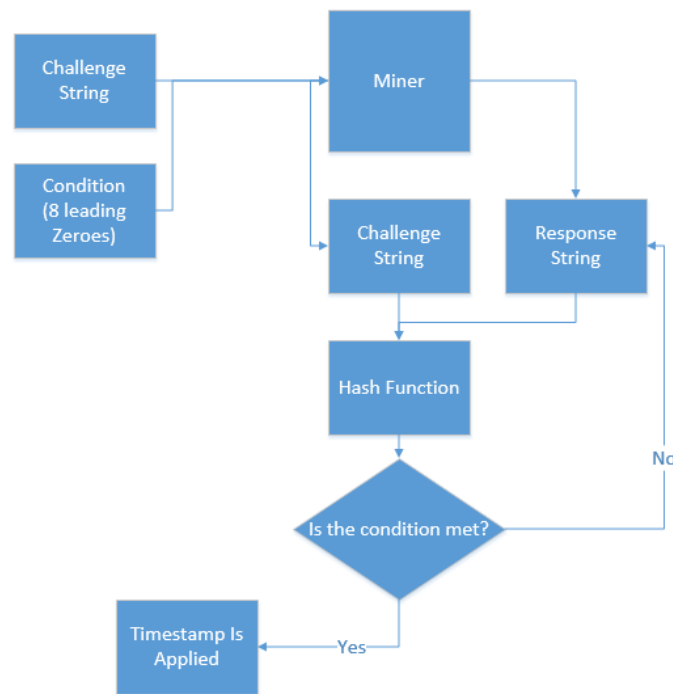 Challenge
String
Miner
Condition
(8 leading
Zeroes)
Challenge
String
Response
String
Hash Function
No
Is the condition met?
Timestamp Is
Applied
Yes